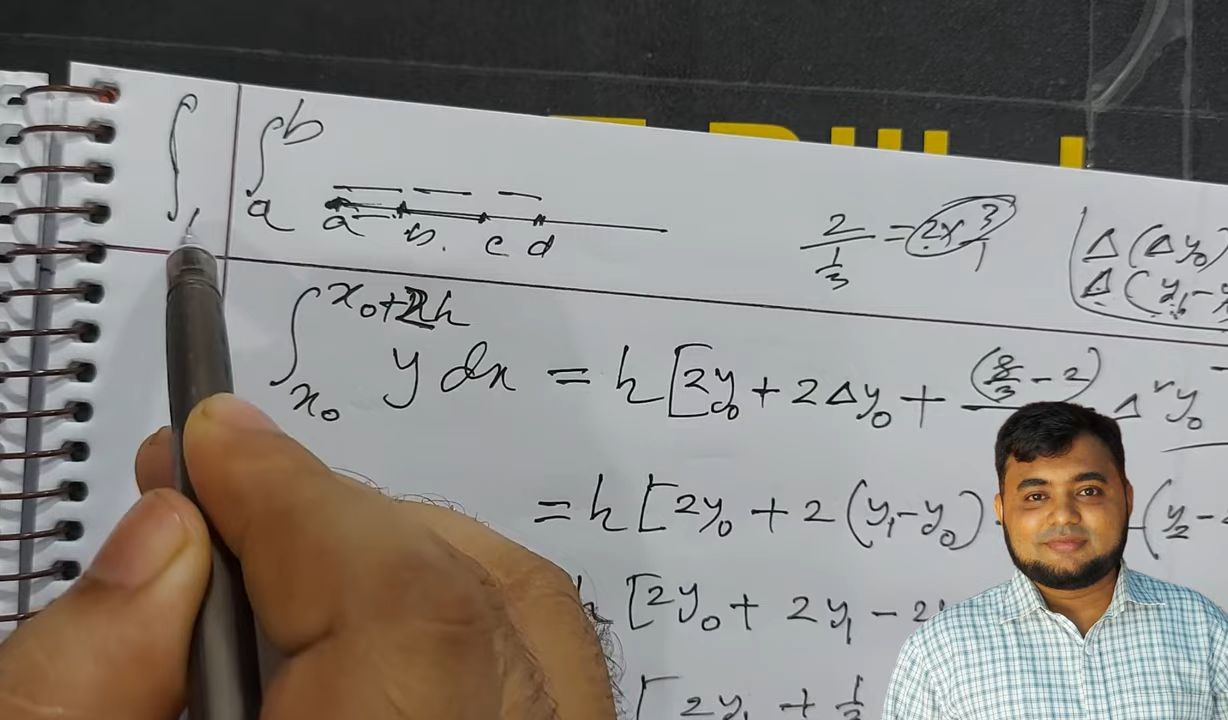 ∫ ∫_a^b
a b. c d
2/(1/3) = 2×3/1
Δ(Δy₀)
Δ(y₁-y
∫_{x₀}^{x₀+2h} y dx = h[2y₀ + 2Δy₀ + (8/3 - 2) Δ²y₀
= h[2y₀ + 2(y₁-y₀) -(y₂-
[2y₀ + 2y₁ - 2
[2y₁ + 1/3